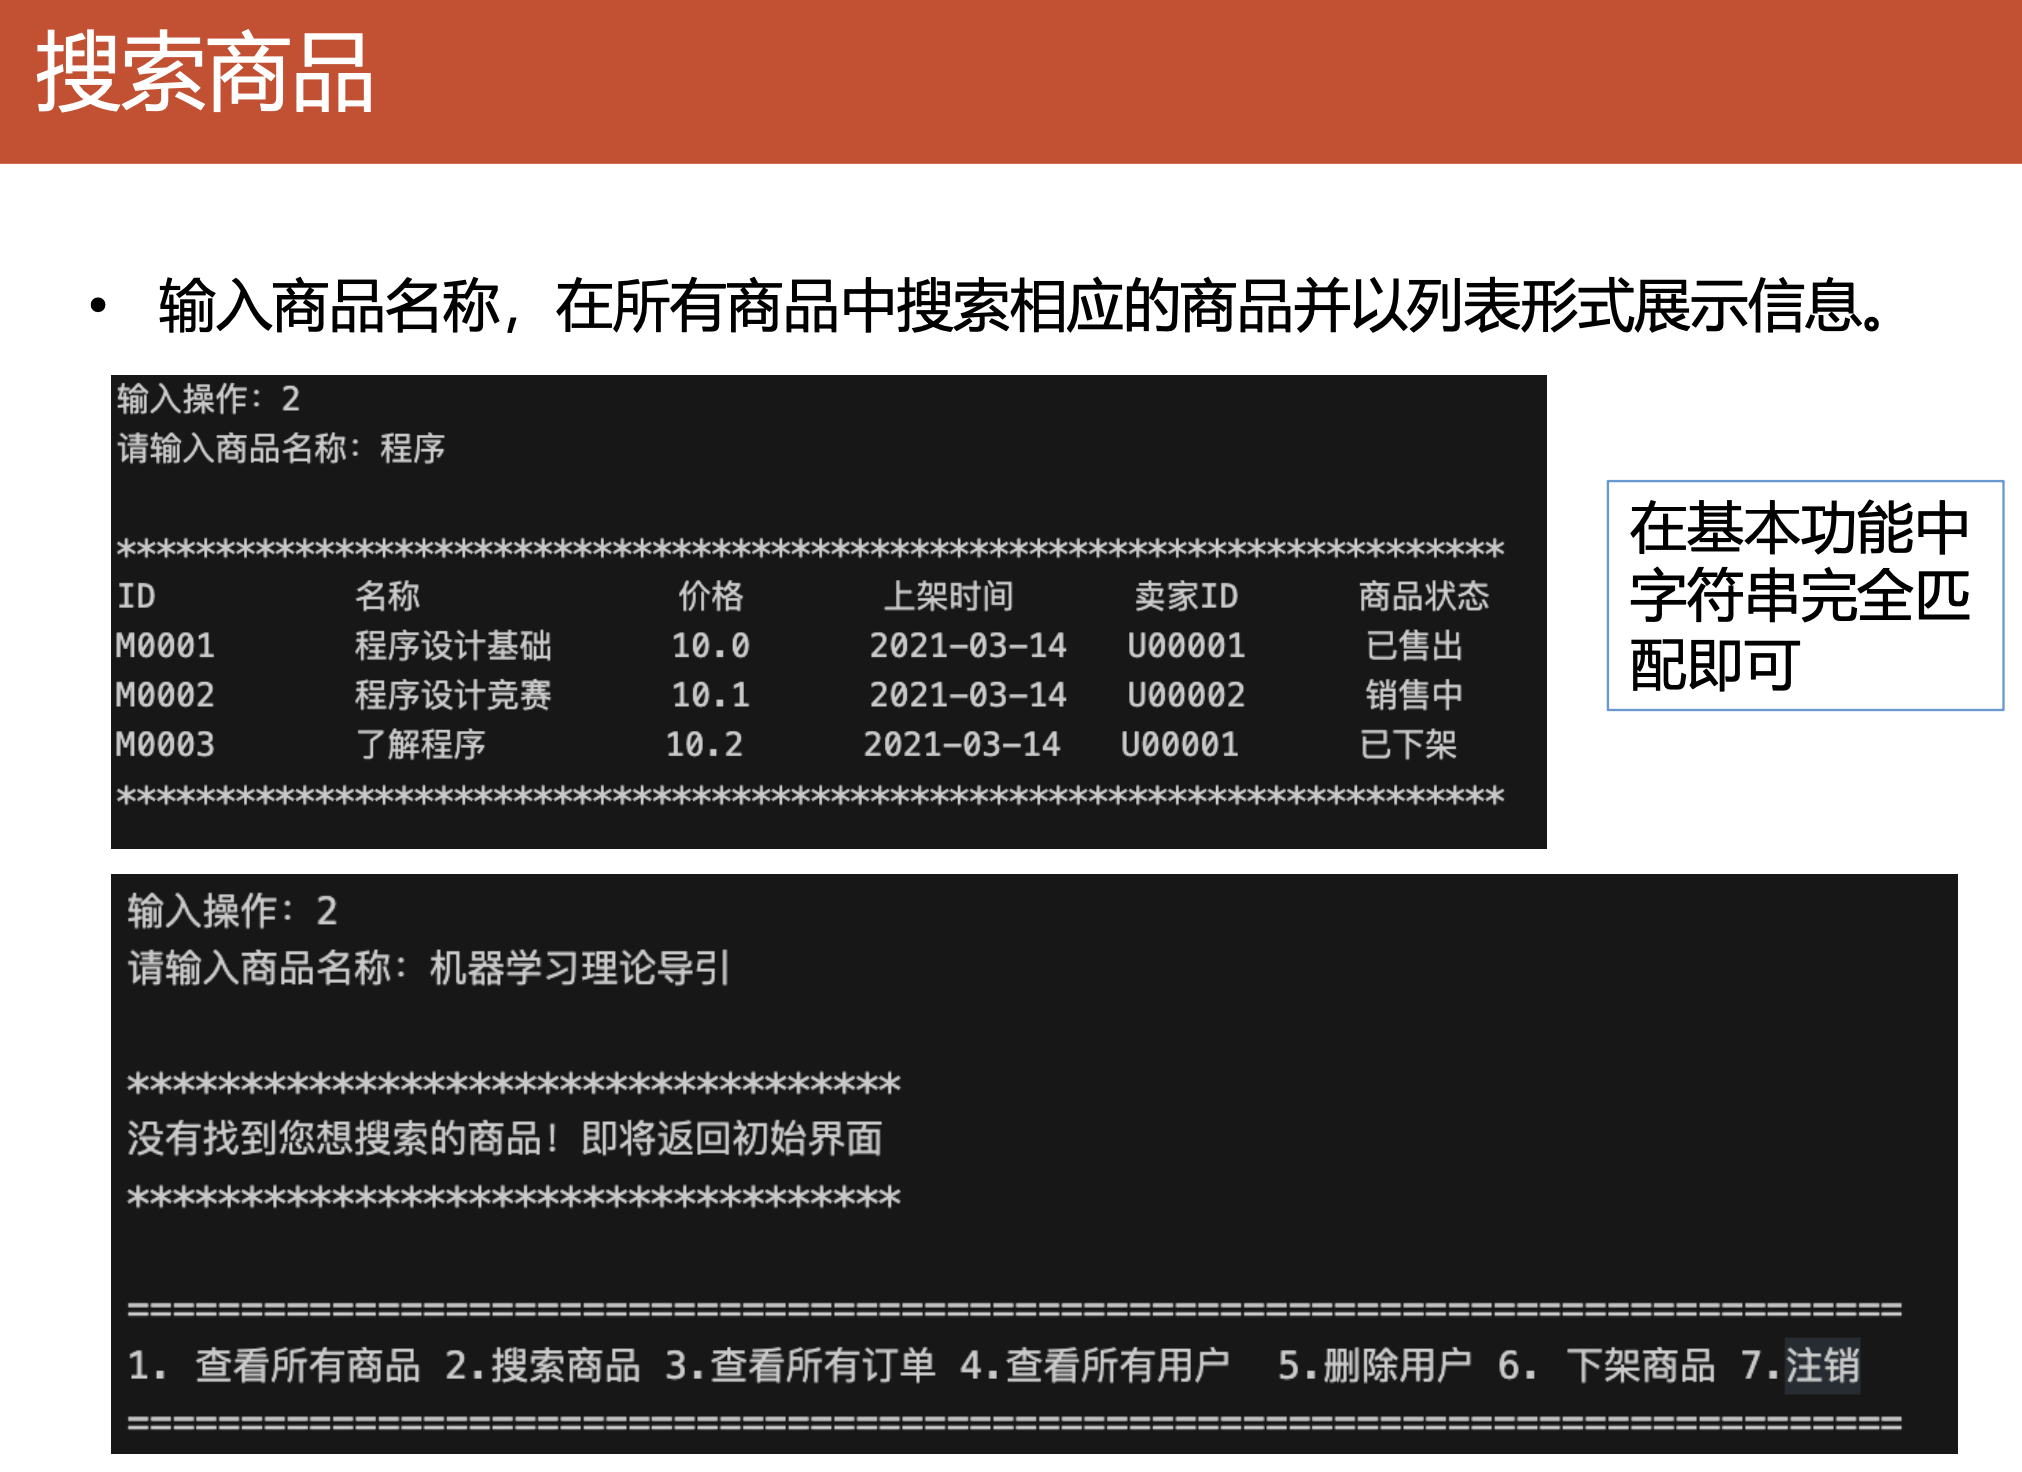 搜索商品
• 输入商品名称，在所有商品中搜索相应的商品并以列表形式展示信息。
输入操作：2
请输入商品名称：程序
**********************************************************************
ID 名称 价格 上架时间 卖家ID 商品状态
M0001 程序设计基础 10.0 2021-03-14 U00001 已售出
M0002 程序设计竞赛 10.1 2021-03-14 U00002 销售中
M0003 了解程序 10.2 2021-03-14 U00001 已下架
**********************************************************************
在基本功能中
字符串完全匹
配即可
输入操作：2
请输入商品名称：机器学习理论导引
**********************************
没有找到您想搜索的商品！即将返回初始界面
**********************************
==============================================================================
1. 查看所有商品 2.搜索商品 3.查看所有订单 4.查看所有用户 5.删除用户 6. 下架商品 7.注销
==============================================================================